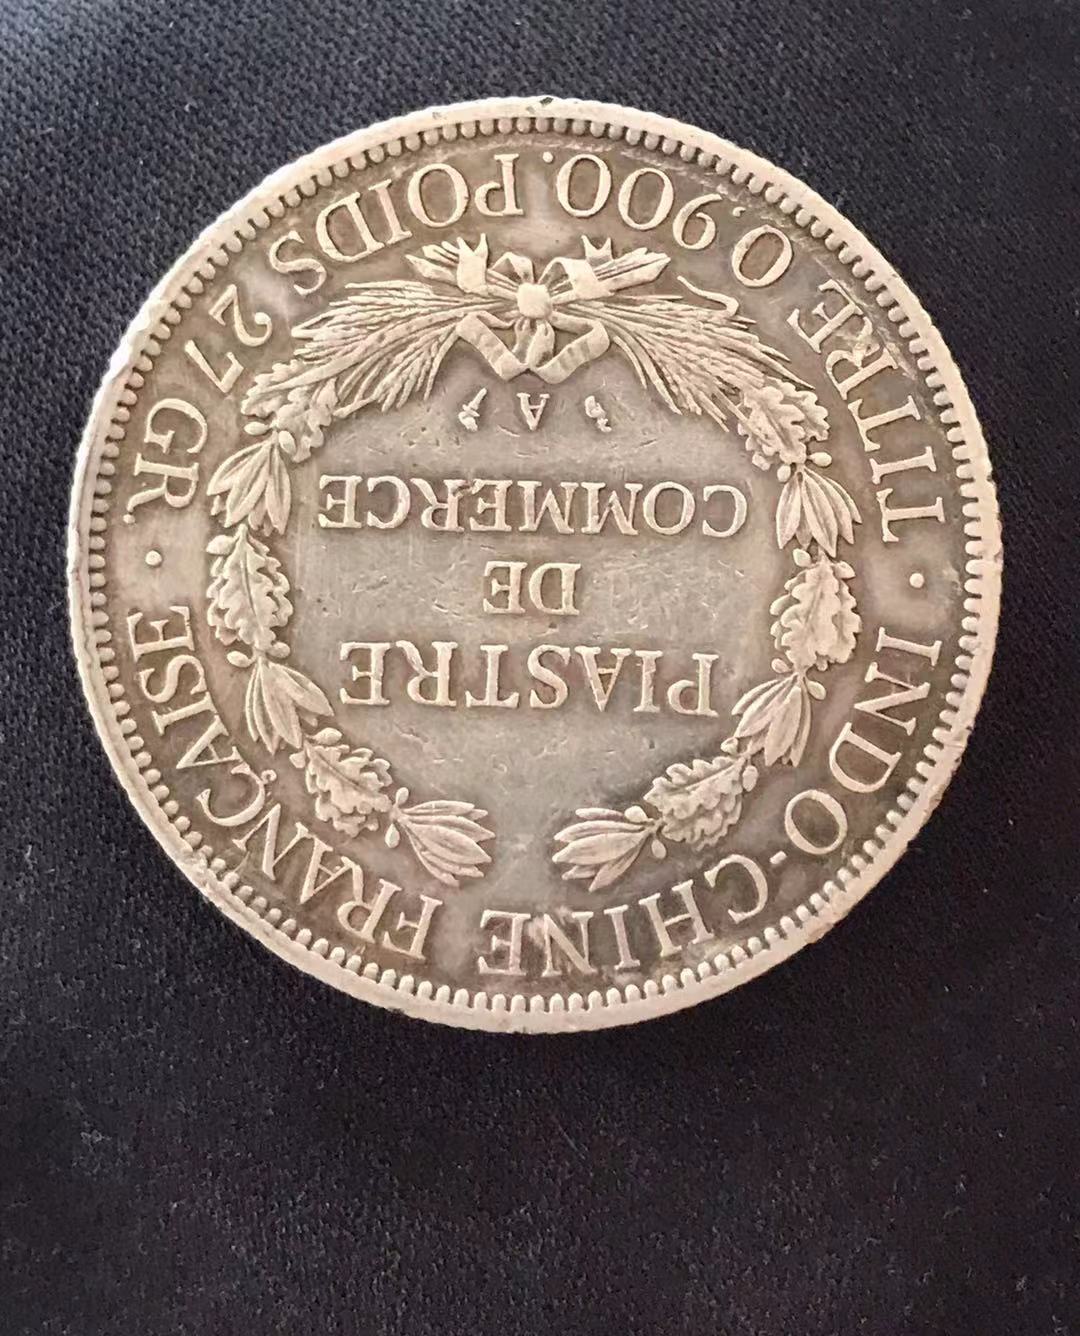 INDO-CHINE FRANÇAISE
PIASTRE
DE
COMMERCE
A
TITRE 0,900. POIDS 27 GR.